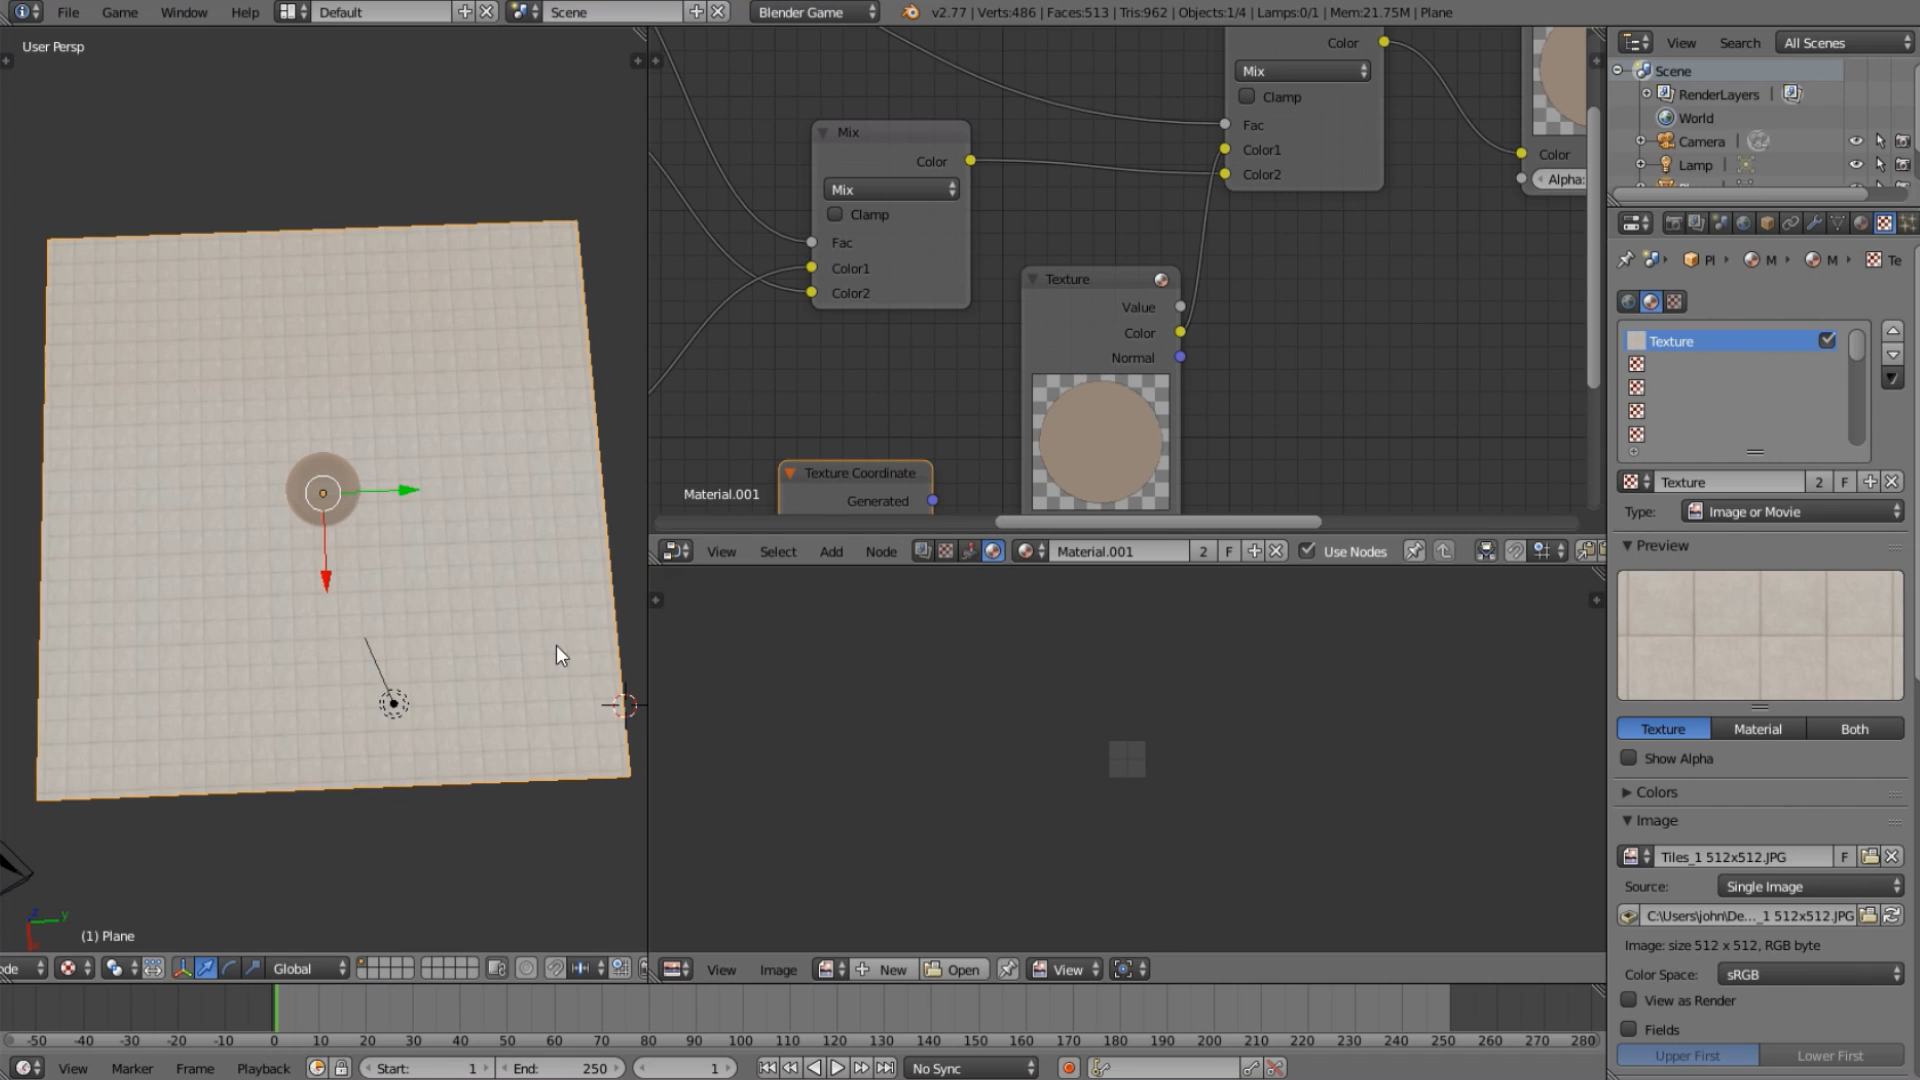 File Game Window Help Default Scene Blender Game v2.77 | Verts:486 | Faces:513 | Tris:962 | Objects:1/4 | Lamps:0/1 | Mem:21.75M | Plane
User Persp
(1) Plane
Global
Color
Mix
Clamp
Fac
Color1
Color2
Mix
Color
Mix
Clamp
Fac
Color1
Color2
Color
Alpha:
Texture
Value
Color
Normal
Texture Coordinate
Generated
Material.001
View Select Add Node Material.001 2 F Use Nodes
View Image New Open View
View Search All Scenes
Scene
RenderLayers |
World
Camera |
Lamp |
Pl M M Te
Texture
Texture 2 F
Type: Image or Movie
Preview
Texture Material Both
Show Alpha
Colors
Image
Tiles_1 512x512.JPG F
Source: Single Image
C:\Users\john\De..._1 512x512.JPG
Image: size 512 x 512, RGB byte
Color Space: sRGB
View as Render
Fields
Upper First Lower First
-50 -40 -30 -20 -10 0 10 20 30 40 50 60 70 80 90 100 110 120 130 140 150 160 170 180 190 200 210 220 230 240 250 260 270 280
View Marker Frame Playback Start: 1 End: 250 1 No Sync